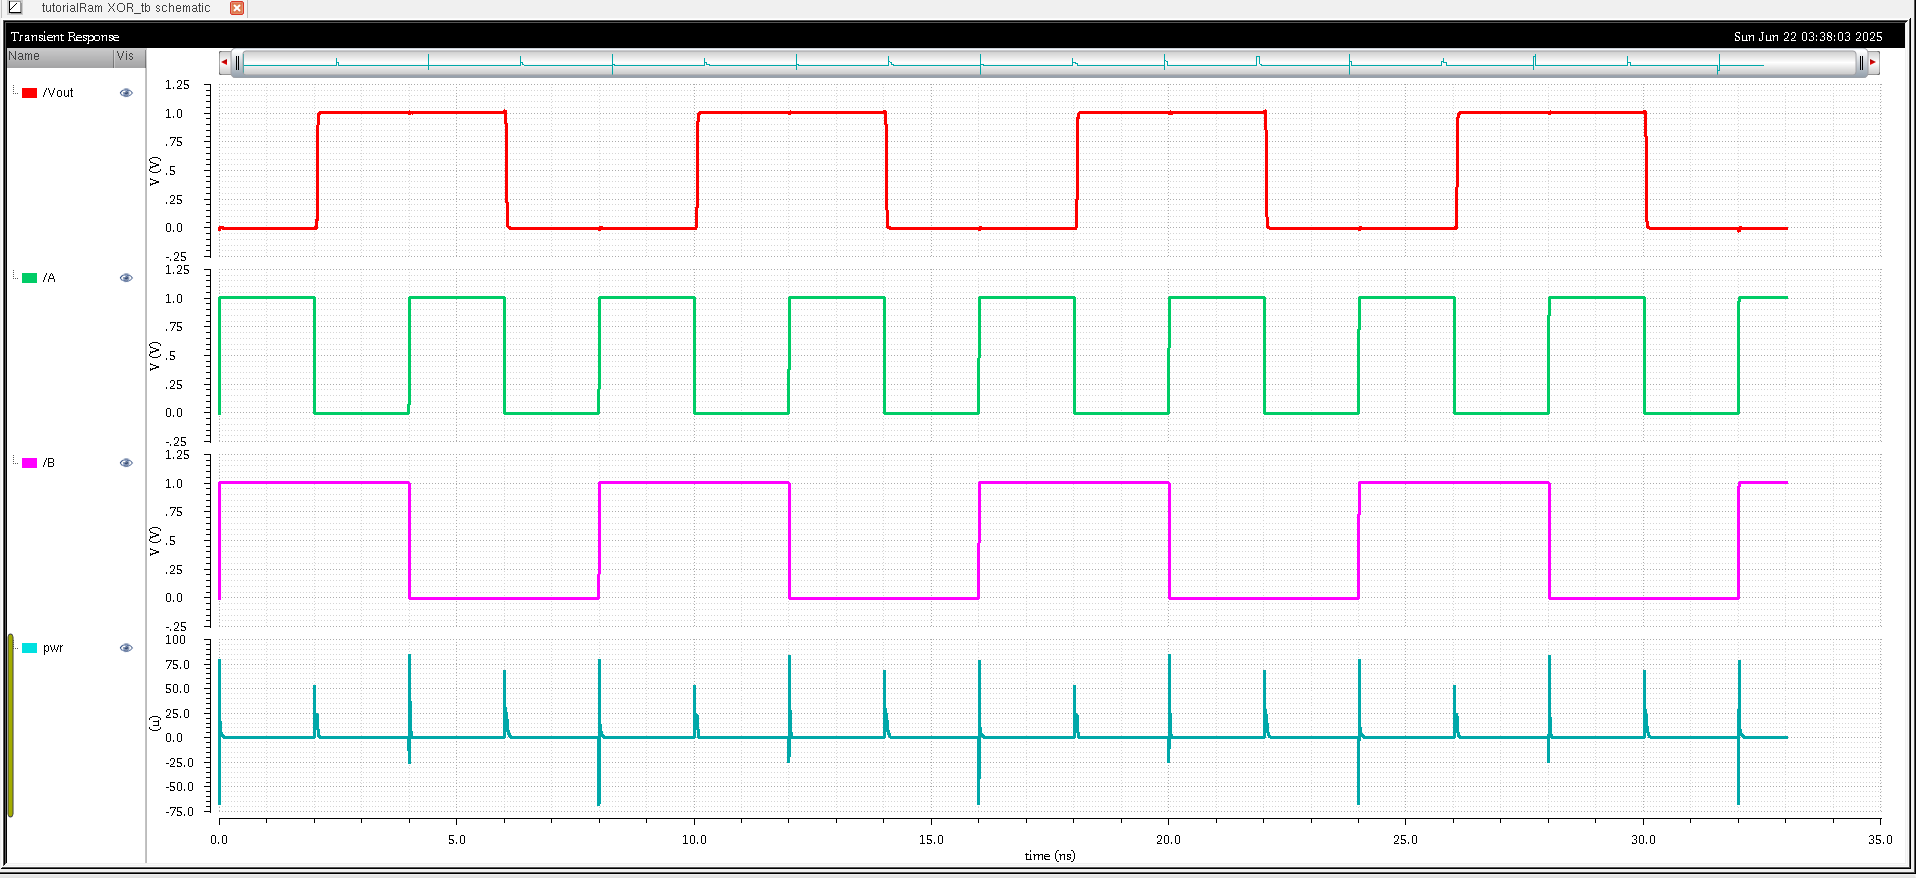 tutorialRam XOR_tb schematic
Transient Response
Sun Jun 22 03:38:03 2025
Name Vis
/Vout
1.25
1.0
.75
.5
.25
0.0
-.25
V (V)
/A
1.25
1.0
.75
.5
.25
0.0
-.25
V (V)
/B
1.25
1.0
.75
.5
.25
0.0
-.25
V (V)
pwr
100
75.0
50.0
25.0
0.0
-25.0
-50.0
-75.0
(u)
0.0 5.0 10.0 15.0 20.0 25.0 30.0 35.0
time (ns)